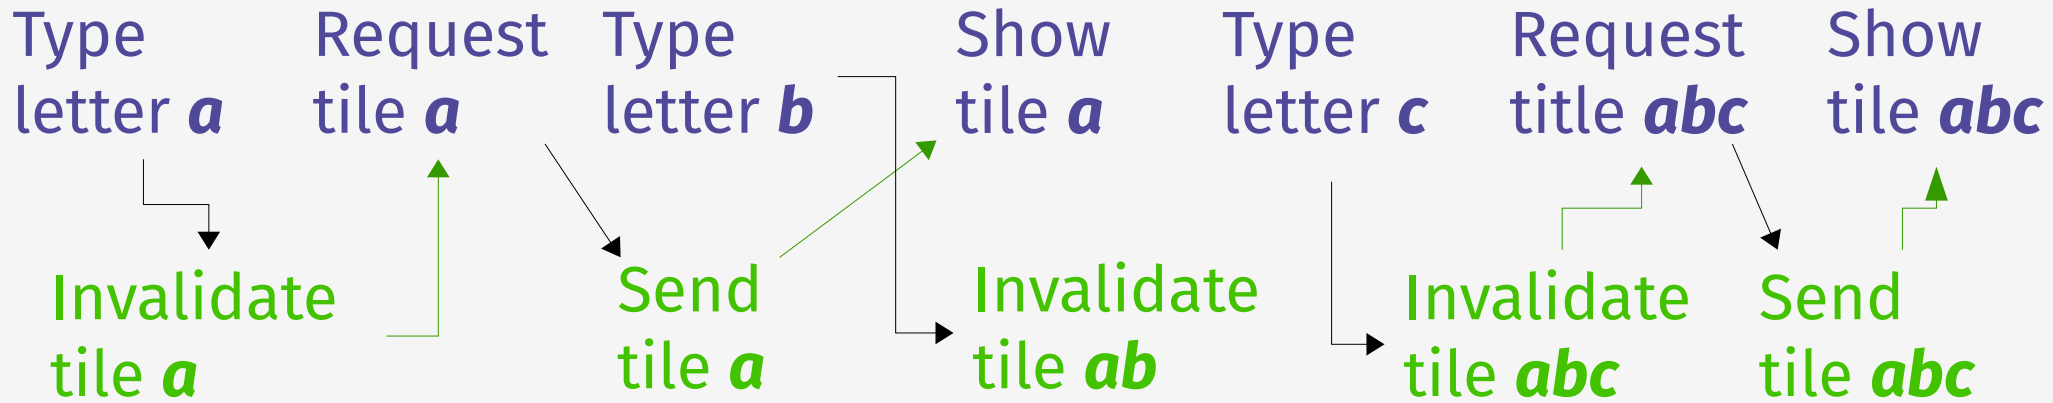 Type
letter a
Request
tile a
Type
letter b
Show
tile a
Type
letter c
Request
title abc
Show
tile abc
Invalidate
tile a
Send
tile a
Invalidate
tile ab
Invalidate
tile abc
Send
tile abc